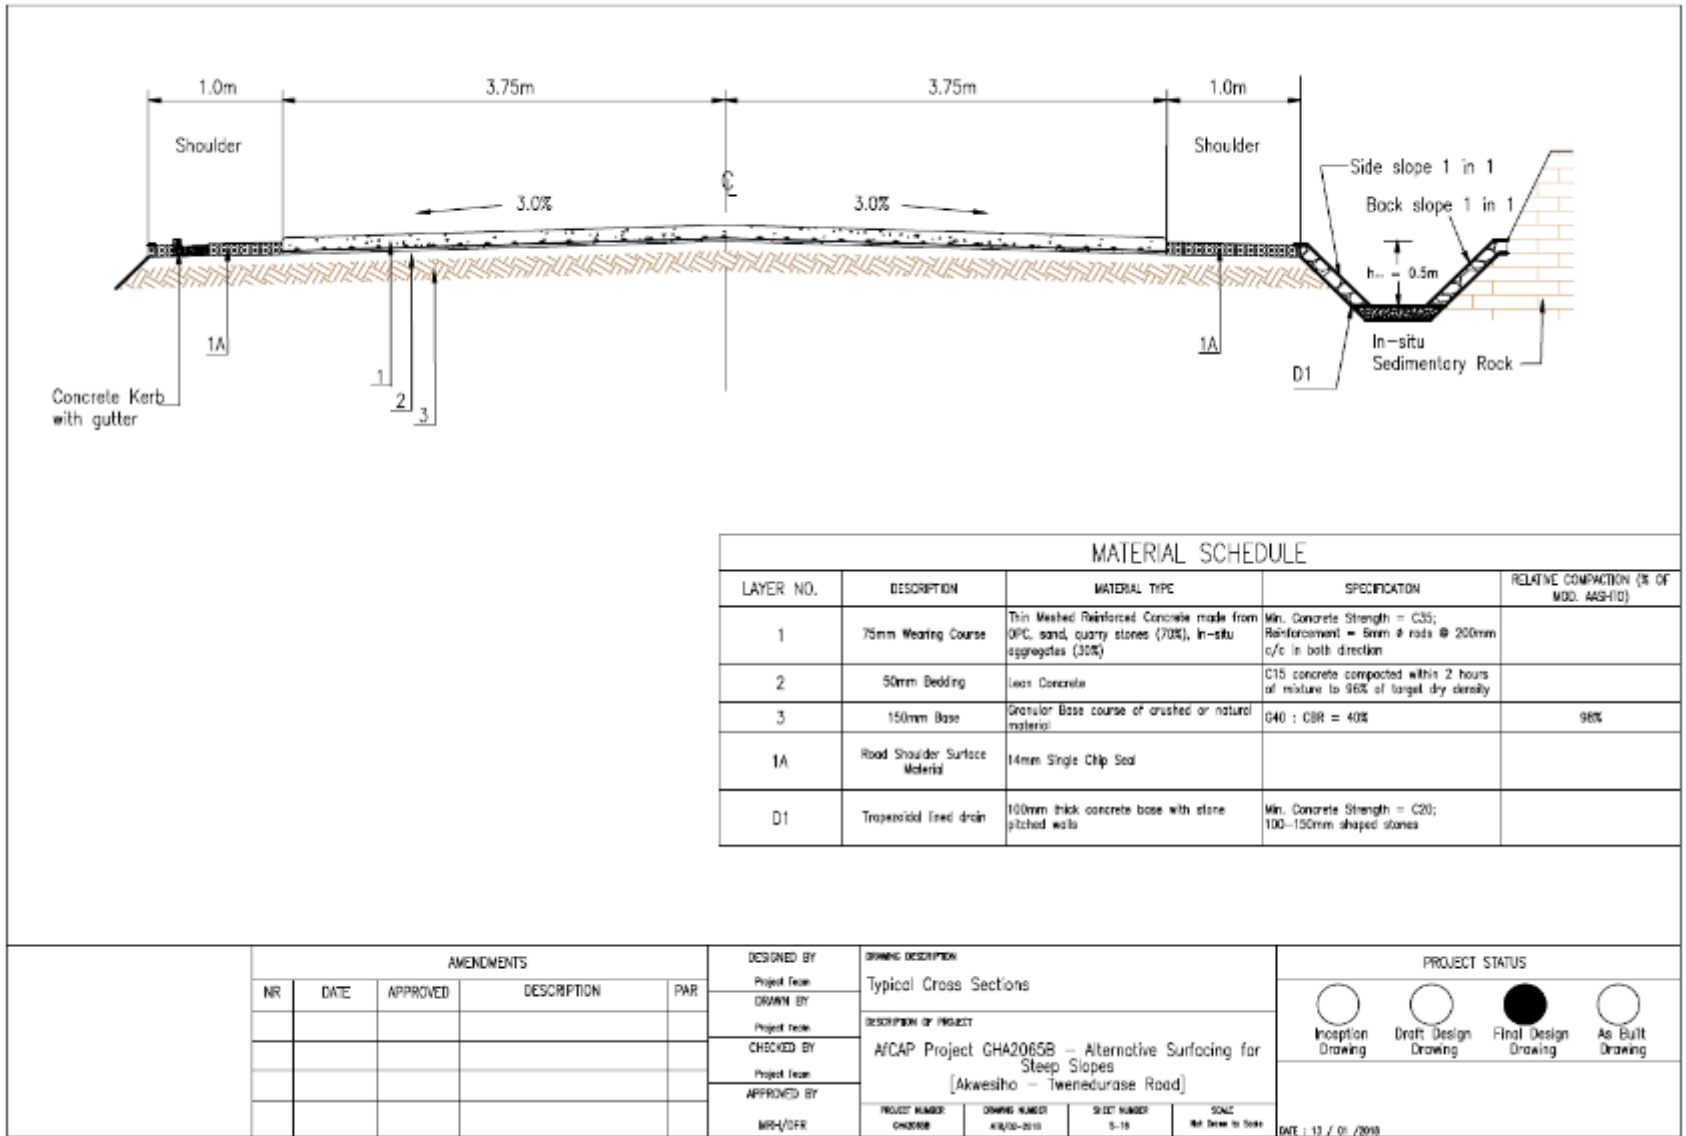 1.0m
3.75m
3.75m
1.0m
Shoulder
Shoulder
Side slope 1 in 1
Back slope 1 in 1
3.0%
3.0%
= 0.5m
1A
1
2
3
1A
D1
In-situ
Sedimentary Rock
Concrete Kerb
with gutter
MATERIAL SCHEDULE
LAYER NO.
DESCRIPTION
MATERIAL TYPE
SPECIFICATION
RELATIVE COMPACTION (% OF
MOD. AASHTO)
1
75mm Wearing Course
Thin Meshed Reinforced Concrete made from
OPC, sand, quarry stones (70%), In-situ
aggregates (30%)
Min. Concrete Strength = C35;
Reinforcement = 6mm ø rods @ 200mm
c/c in both direction
2
50mm Bedding
Lean Concrete
C15 concrete compacted within 2 hours
of mixture to 96% of target dry density
3
150mm Base
Granular Base course of crushed or natural
material
G40 : CBR = 40%
98%
1A
Road Shoulder Surface
Material
14mm Single Chip Seal
D1
Trapezoidal lined drain
100mm thick concrete base with stone
pitched walls
Min. Concrete Strength = C20;
100-150mm shaped stones
AMENDMENTS
NR
DATE
APPROVED
DESCRIPTION
PAR
DESIGNED BY
Project Team
DRAWN BY
Project Team
CHECKED BY
Project Team
APPROVED BY
MRH/DFR
DRAWING DESCRIPTION
Typical Cross Sections
DESCRIPTION OF PROJECT
AfCAP Project GHA2065B – Alternative Surfacing for
Steep Slopes
[Akwesiho – Twenedurase Road]
PROJECT NUMBER
GHA2065B
DRAWING NUMBER
SHEET NUMBER
SCALE
Not Drawn to Scale
PROJECT STATUS
Inception
Drawing
Draft Design
Drawing
Final Design
Drawing
As Built
Drawing
DATE : 13 / 01 /2018